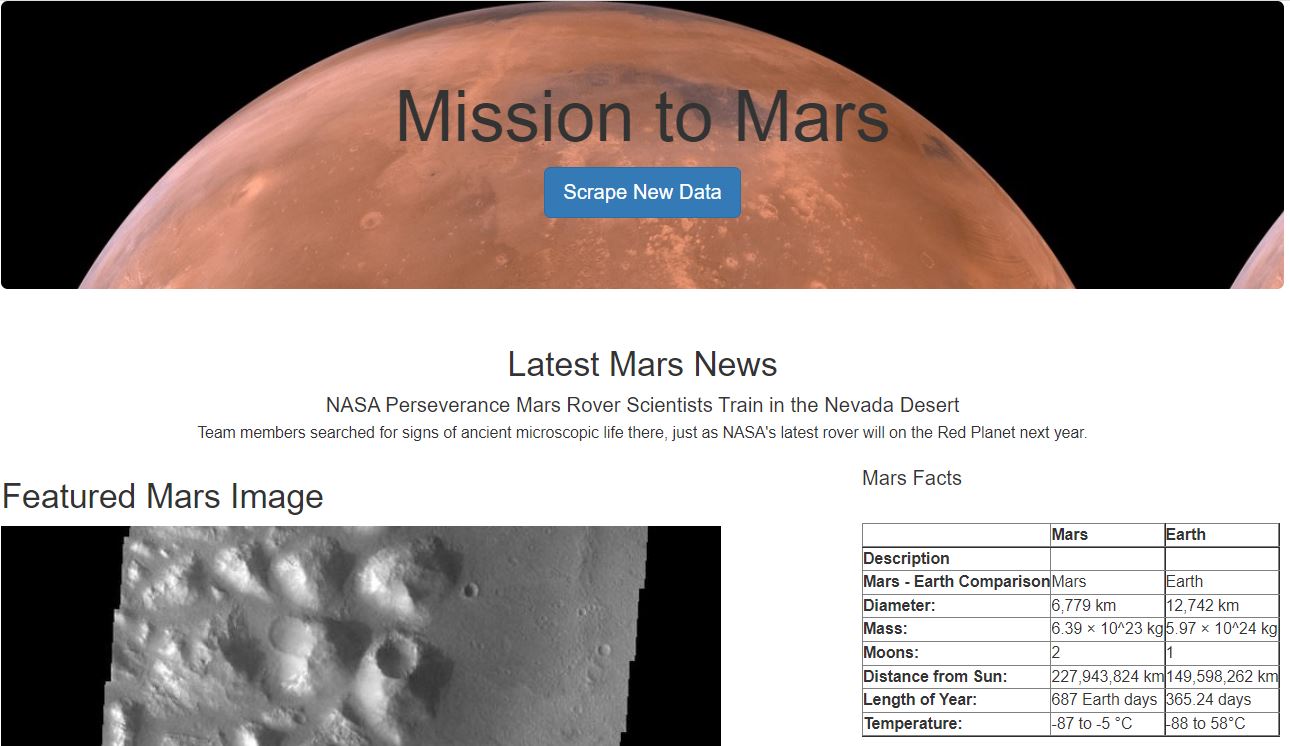 Mission to Mars
Scrape New Data
Latest Mars News
NASA Perseverance Mars Rover Scientists Train in the Nevada Desert
Team members searched for signs of ancient microscopic life there, just as NASA's latest rover will on the Red Planet next year.
Featured Mars Image
Mars Facts
Mars Earth
Description
Mars - Earth Comparison Mars Earth
Diameter: 6,779 km 12,742 km
Mass: 6.39 × 10^23 kg 5.97 × 10^24 kg
Moons: 2 1
Distance from Sun: 227,943,824 km 149,598,262 km
Length of Year: 687 Earth days 365.24 days
Temperature: -87 to -5 °C -88 to 58°C